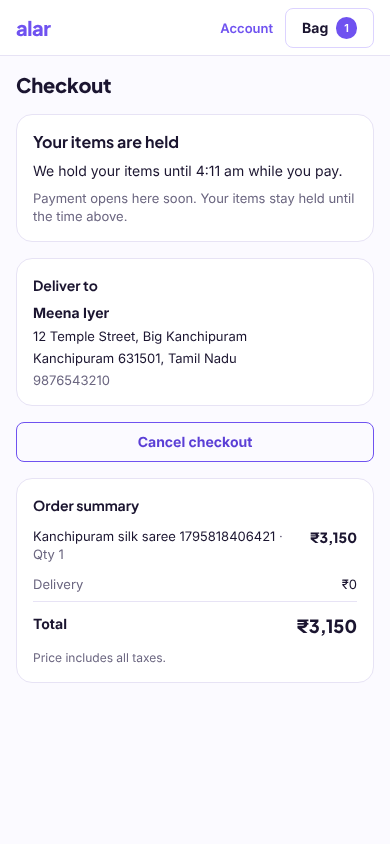 alar
Account
Bag 1
Checkout
Your items are held
We hold your items until 4:11 am while you pay.
Payment opens here soon. Your items stay held until
the time above.
Deliver to
Meena Iyer
12 Temple Street, Big Kanchipuram
Kanchipuram 631501, Tamil Nadu
9876543210
Cancel checkout
Order summary
Kanchipuram silk saree 1795818406421 · ₹3,150
Qty 1
Delivery ₹0
Total ₹3,150
Price includes all taxes.